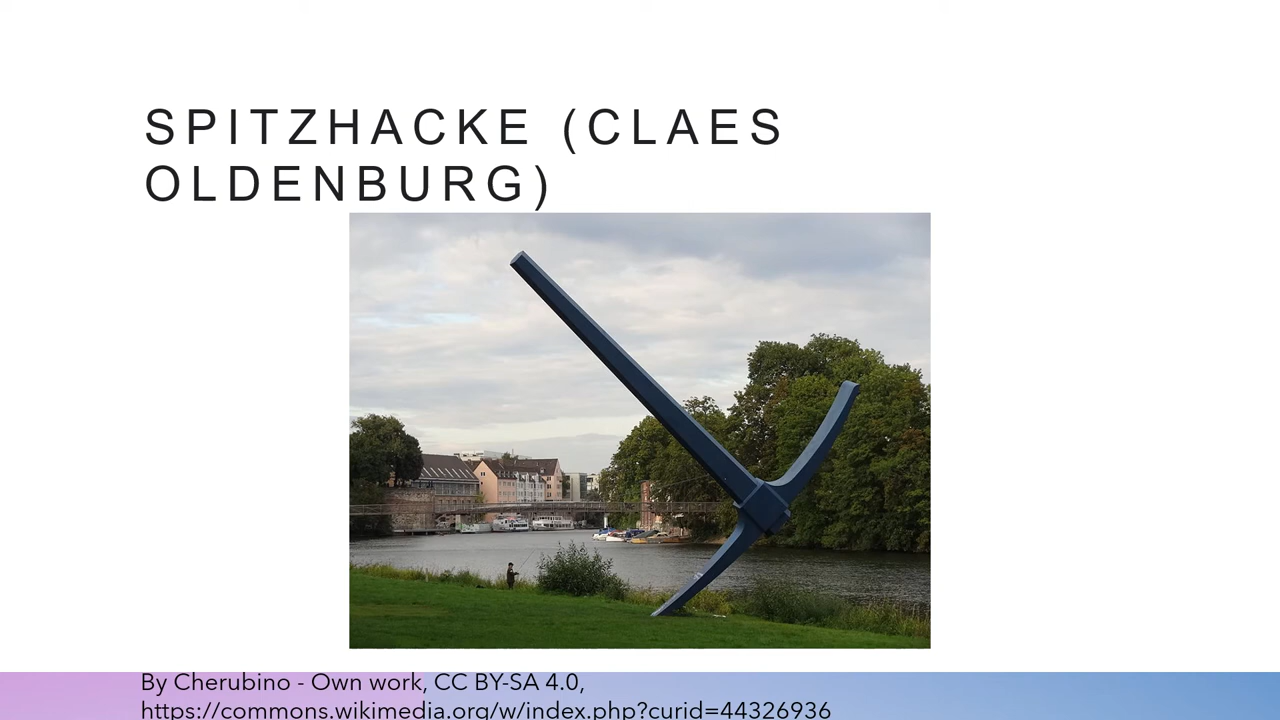 SPITZHACKE (CLAES
OLDENBURG)
By Cherubino - Own work, CC BY-SA 4.0,
https://commons.wikimedia.org/w/index.php?curid=44326936